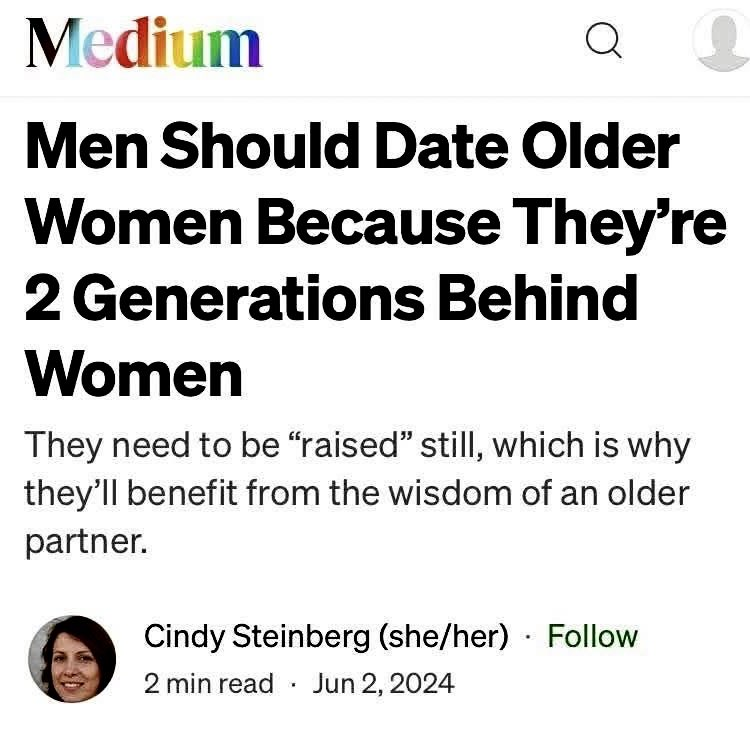 Medium
Men Should Date Older
Women Because They’re
2 Generations Behind
Women
They need to be “raised” still, which is why
they’ll benefit from the wisdom of an older
partner.
Cindy Steinberg (she/her) · Follow
2 min read · Jun 2, 2024